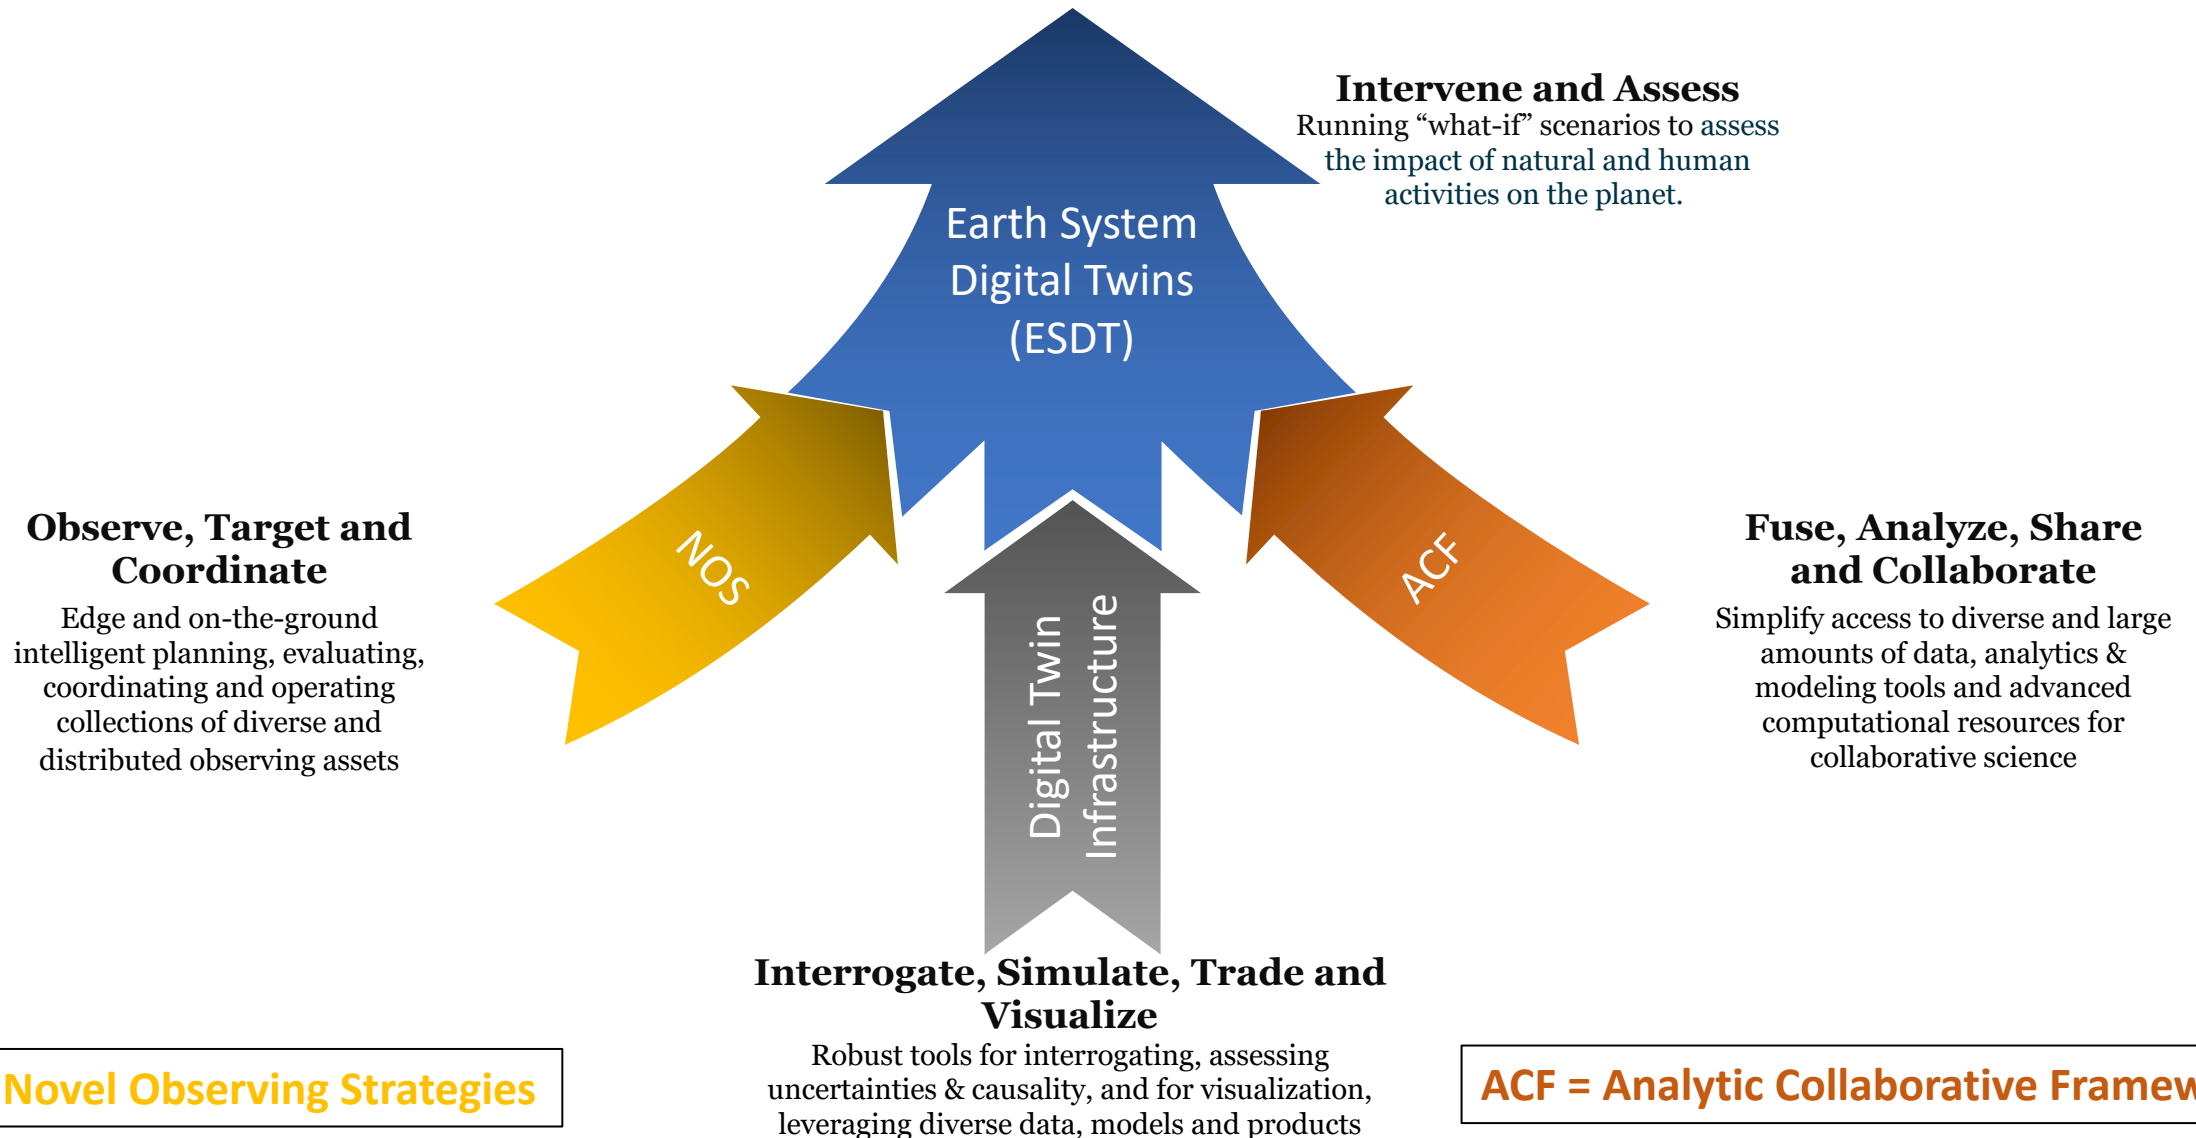 Intervene and Assess
Running “what-if” scenarios to assess
the impact of natural and human
activities on the planet.
Earth System
Digital Twins
(ESDT)
NOS
ACF
Digital Twin
Infrastructure
Observe, Target and
Coordinate
Edge and on-the-ground
intelligent planning, evaluating,
coordinating and operating
collections of diverse and
distributed observing assets
Fuse, Analyze, Share
and Collaborate
Simplify access to diverse and large
amounts of data, analytics &
modeling tools and advanced
computational resources for
collaborative science
Interrogate, Simulate, Trade and
Visualize
Robust tools for interrogating, assessing
uncertainties & causality, and for visualization,
leveraging diverse data, models and products
Novel Observing Strategies
ACF = Analytic Collaborative